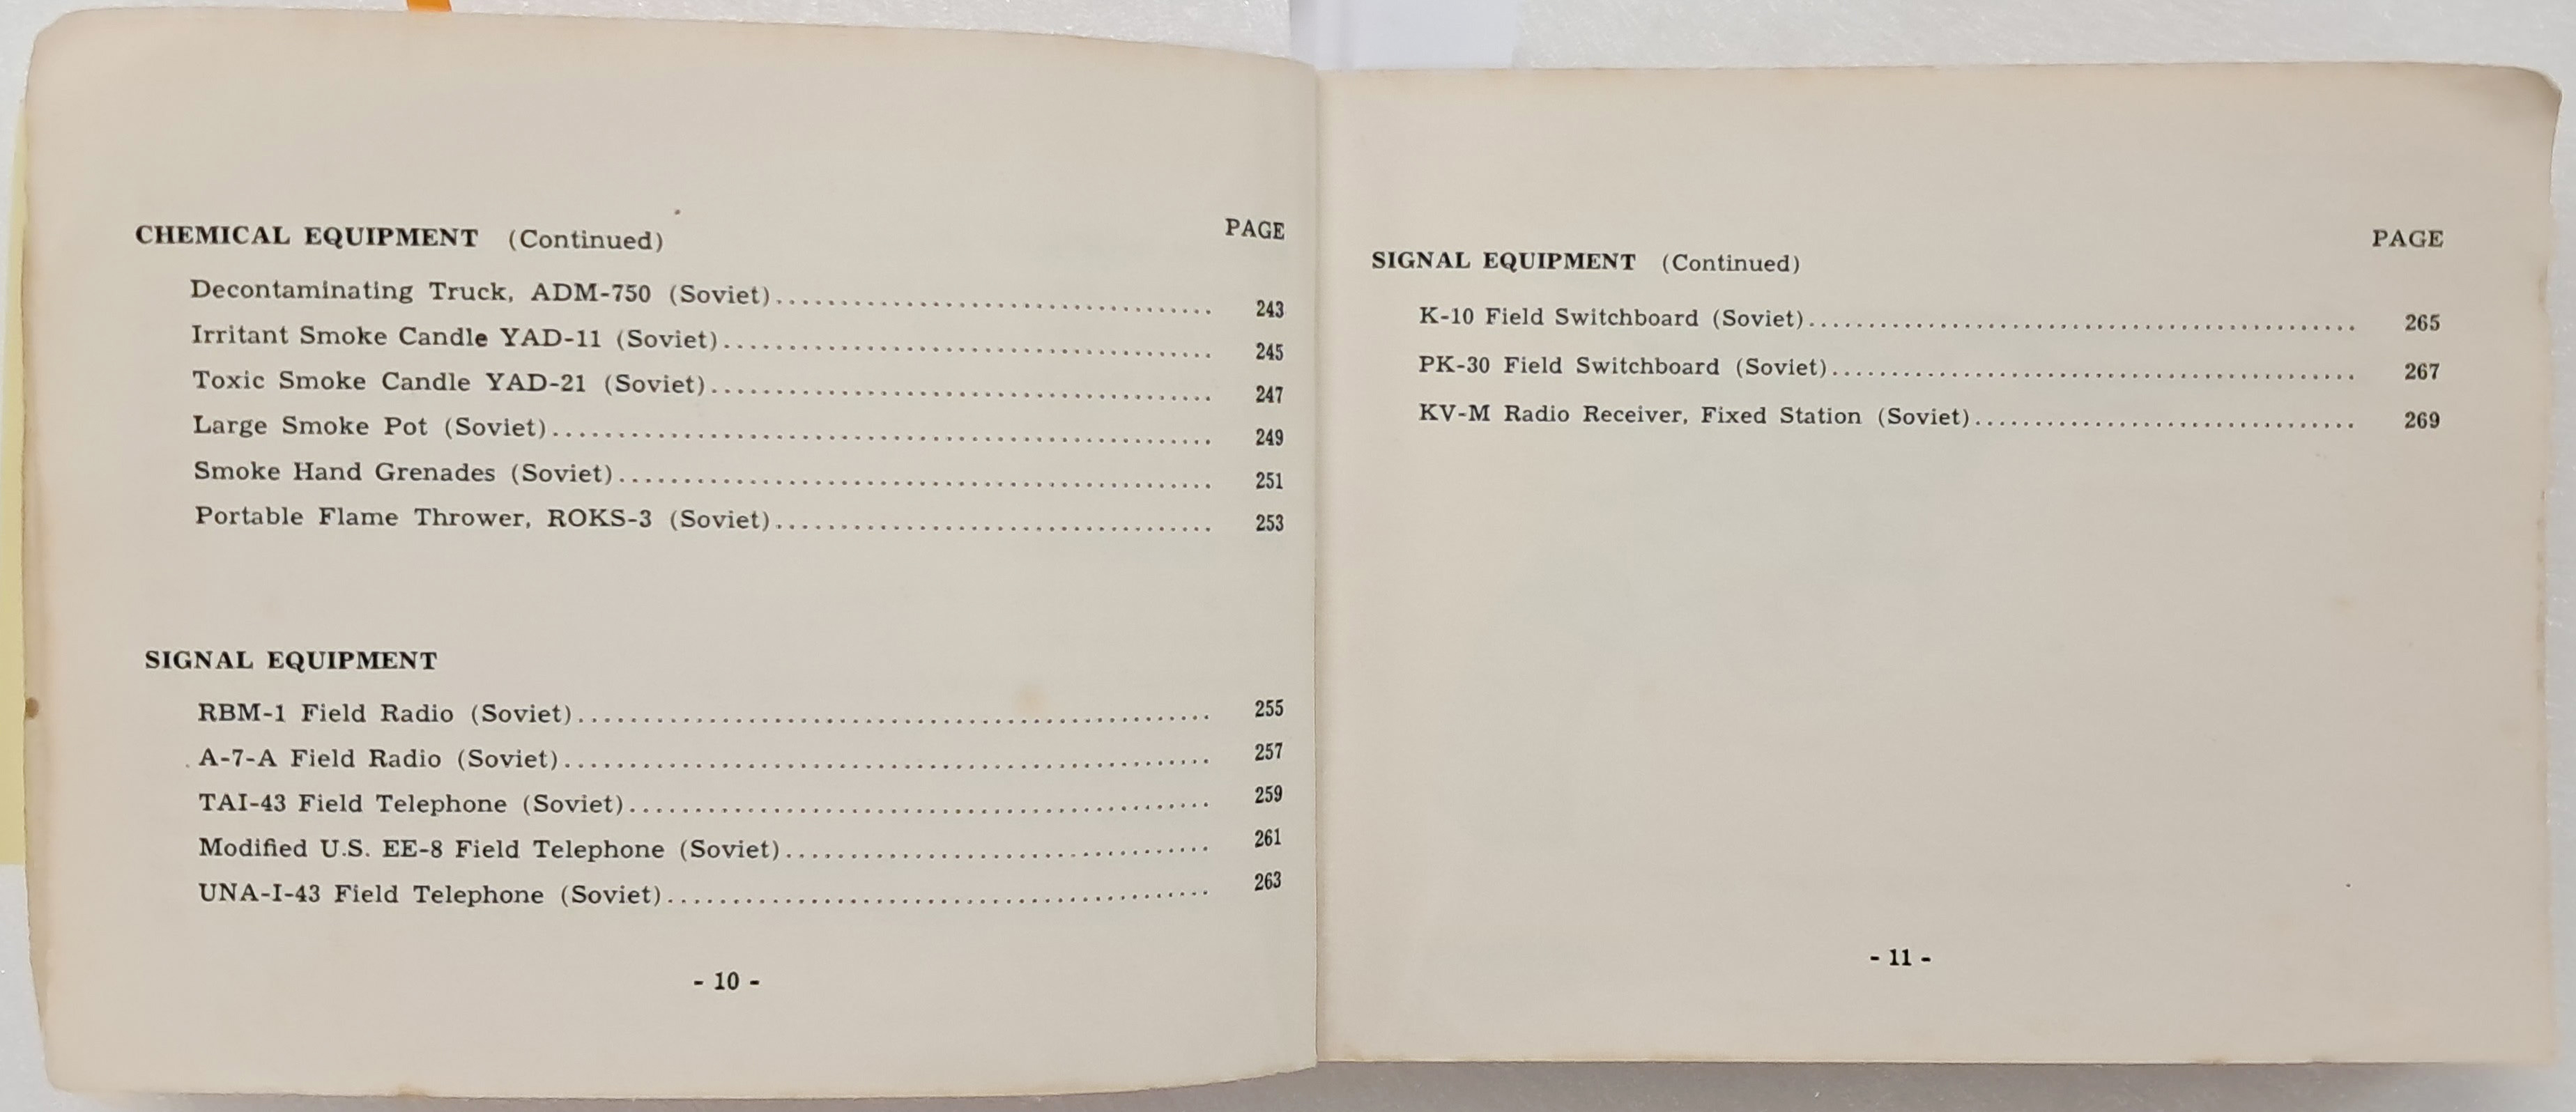 CHEMICAL EQUIPMENT (Continued) PAGE
Decontaminating Truck, ADM-750 (Soviet)................................. 243
Irritant Smoke Candle YAD-11 (Soviet)..................................... 245
Toxic Smoke Candle YAD-21 (Soviet)...................................... 247
Large Smoke Pot (Soviet).................................................. 249
Smoke Hand Grenades (Soviet)............................................. 251
Portable Flame Thrower, ROKS-3 (Soviet)................................. 253
SIGNAL EQUIPMENT
RBM-1 Field Radio (Soviet)................................................ 255
A-7-A Field Radio (Soviet)................................................. 257
TAI-43 Field Telephone (Soviet)............................................ 259
Modified U.S. EE-8 Field Telephone (Soviet)................................ 261
UNA-I-43 Field Telephone (Soviet)......................................... 263
- 10 -
PAGE
SIGNAL EQUIPMENT (Continued)
K-10 Field Switchboard (Soviet).......................................... 265
PK-30 Field Switchboard (Soviet)........................................ 267
KV-M Radio Receiver, Fixed Station (Soviet)............................. 269
- 11 -